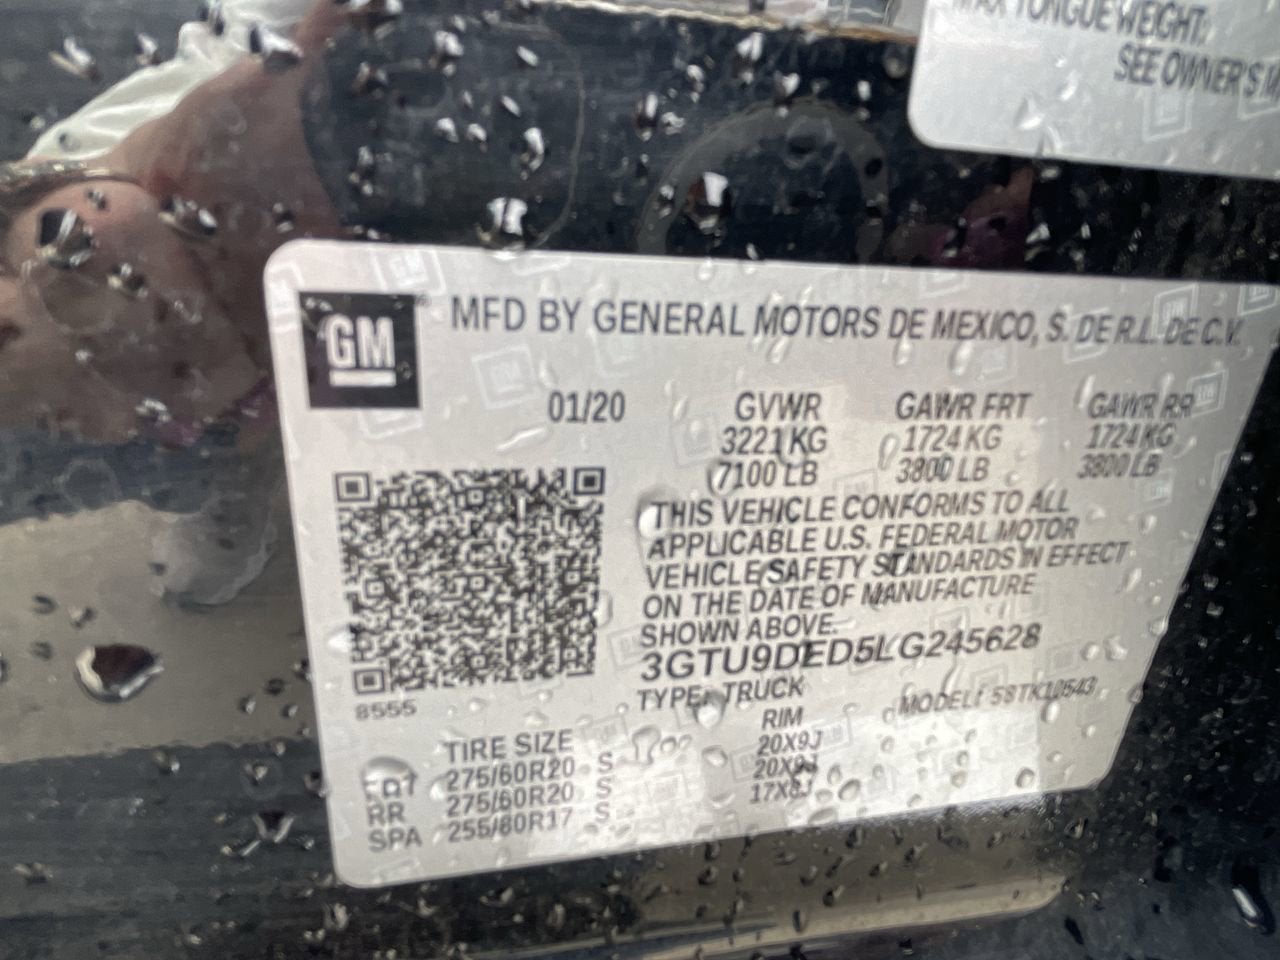 MAX TONGUE WEIGHT:
SEE OWNER'S
GM
MFD BY GENERAL MOTORS DE MEXICO, S. DE R.L. DE C.V.
01/20 GVWR GAWR FRT GAWR RR
3221 KG 1724 KG 1724 KG
7100 LB 3800 LB 3800 LB
THIS VEHICLE CONFORMS TO ALL
APPLICABLE U.S. FEDERAL MOTOR
VEHICLE SAFETY STANDARDS IN EFFECT
ON THE DATE OF MANUFACTURE
SHOWN ABOVE.
3GTU9DED5LG245628
8555
TYPE: TRUCK MODEL: 5BTK10543
TIRE SIZE RIM
FRT 275/60R20 S 20X9J
RR 275/60R20 S 20X9J
SPA 255/80R17 S 17X8J